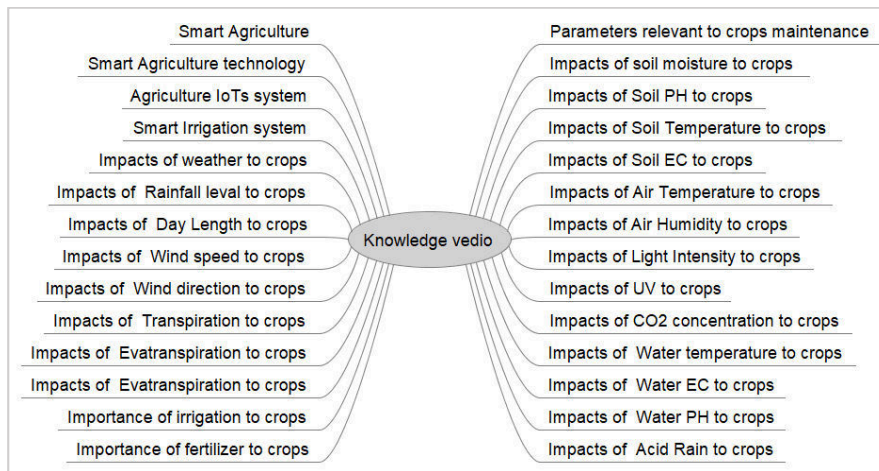 Smart Agriculture
Smart Agriculture technology
Agriculture IoTs system
Smart Irrigation system
Impacts of weather to crops
Impacts of  Rainfall leval to crops
Impacts of  Day Length to crops
Impacts of  Wind speed to crops
Impacts of  Wind direction to crops
Impacts of  Transpiration to crops
Impacts of  Evatranspiration to crops
Impacts of  Evatranspiration to crops
Importance of irrigation to crops
Importance of fertilizer to crops
Knowledge vedio
Parameters relevant to crops maintenance
Impacts of soil moisture to crops
Impacts of Soil PH to crops
Impacts of Soil Temperature to crops
Impacts of Soil EC to crops
Impacts of Air Temperature to crops
Impacts of Air Humidity to crops
Impacts of Light Intensity to crops
Impacts of UV to crops
Impacts of CO2 concentration to crops
Impacts of  Water temperature to crops
Impacts of  Water EC to crops
Impacts of  Water PH to crops
Impacts of  Acid Rain to crops